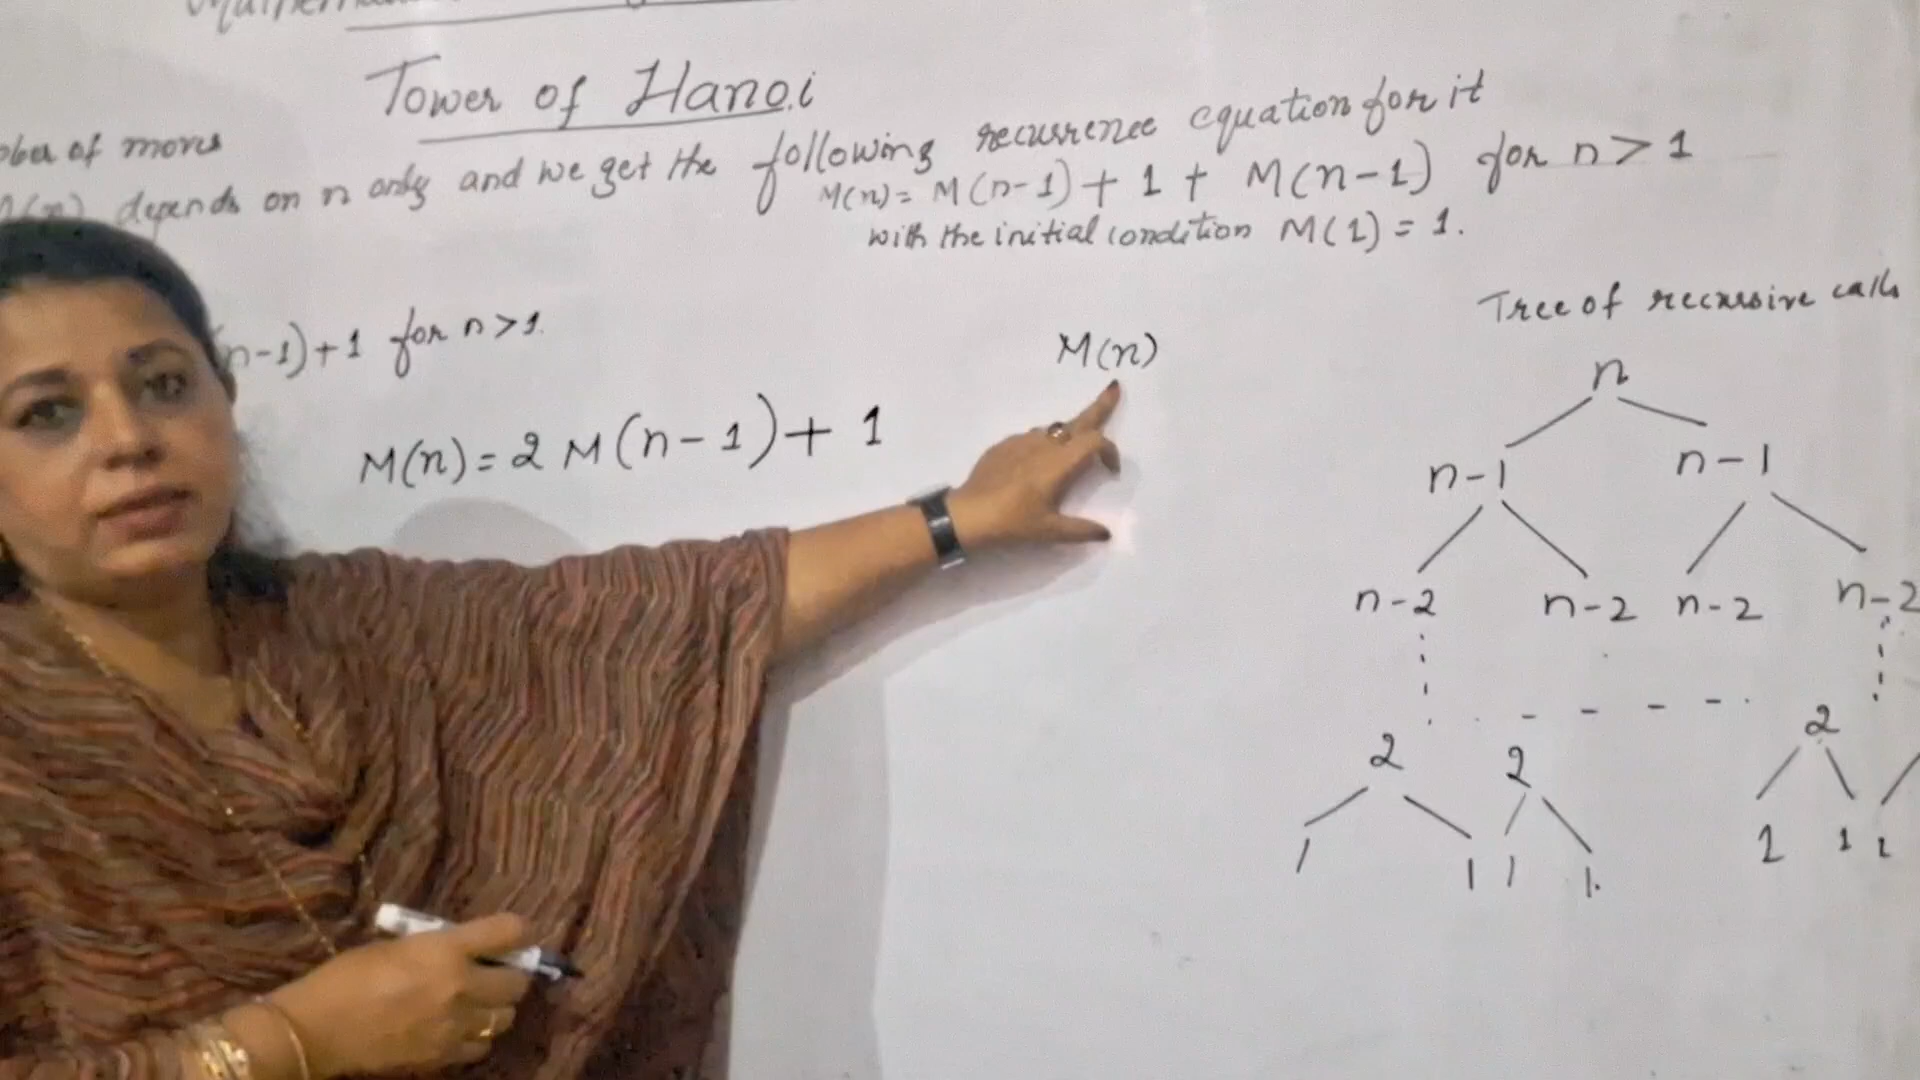 Tower of Hanoi
of moves
depends on n only and we get the following recurrence equation for it
M(n) = M(n-1) + 1 + M(n-1) for n > 1
with the initial condition M(1) = 1.
n-1)+1 for n>1.
Tree of recursive calls
M(n)
M(n) = 2 M(n-1) + 1
n
n-1 n-1
n-2 n-2 n-2 n-2
2 2 2
1 1 1 1 1 1 1